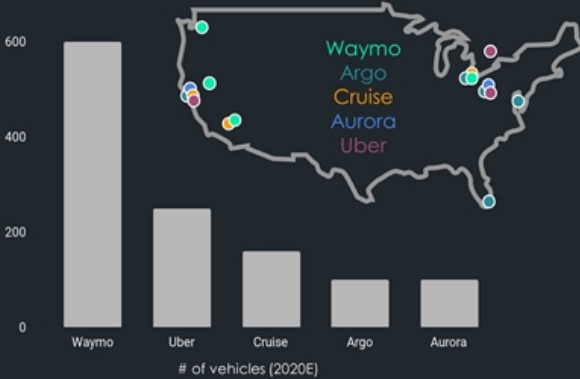 600
400
200
0
Waymo
Argo
Cruise
Aurora
Uber
Waymo Uber Cruise Argo Aurora
# of vehicles (2020E)